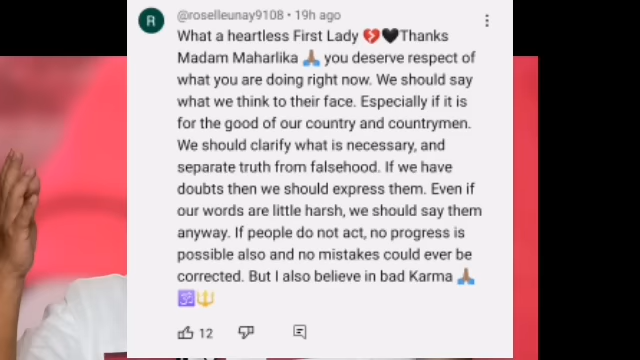 R
@roselleunay9108 • 19h ago
What a heartless First Lady 💔🖤Thanks
Madam Maharlika 🙏🏽 you deserve respect of
what you are doing right now. We should say
what we think to their face. Especially if it is
for the good of our country and countrymen.
We should clarify what is necessary, and
separate truth from falsehood. If we have
doubts then we should express them. Even if
our words are little harsh, we should say them
anyway. If people do not act, no progress is
possible also and no mistakes could ever be
corrected. But I also believe in bad Karma 🙏🏽
🕉🔱
12